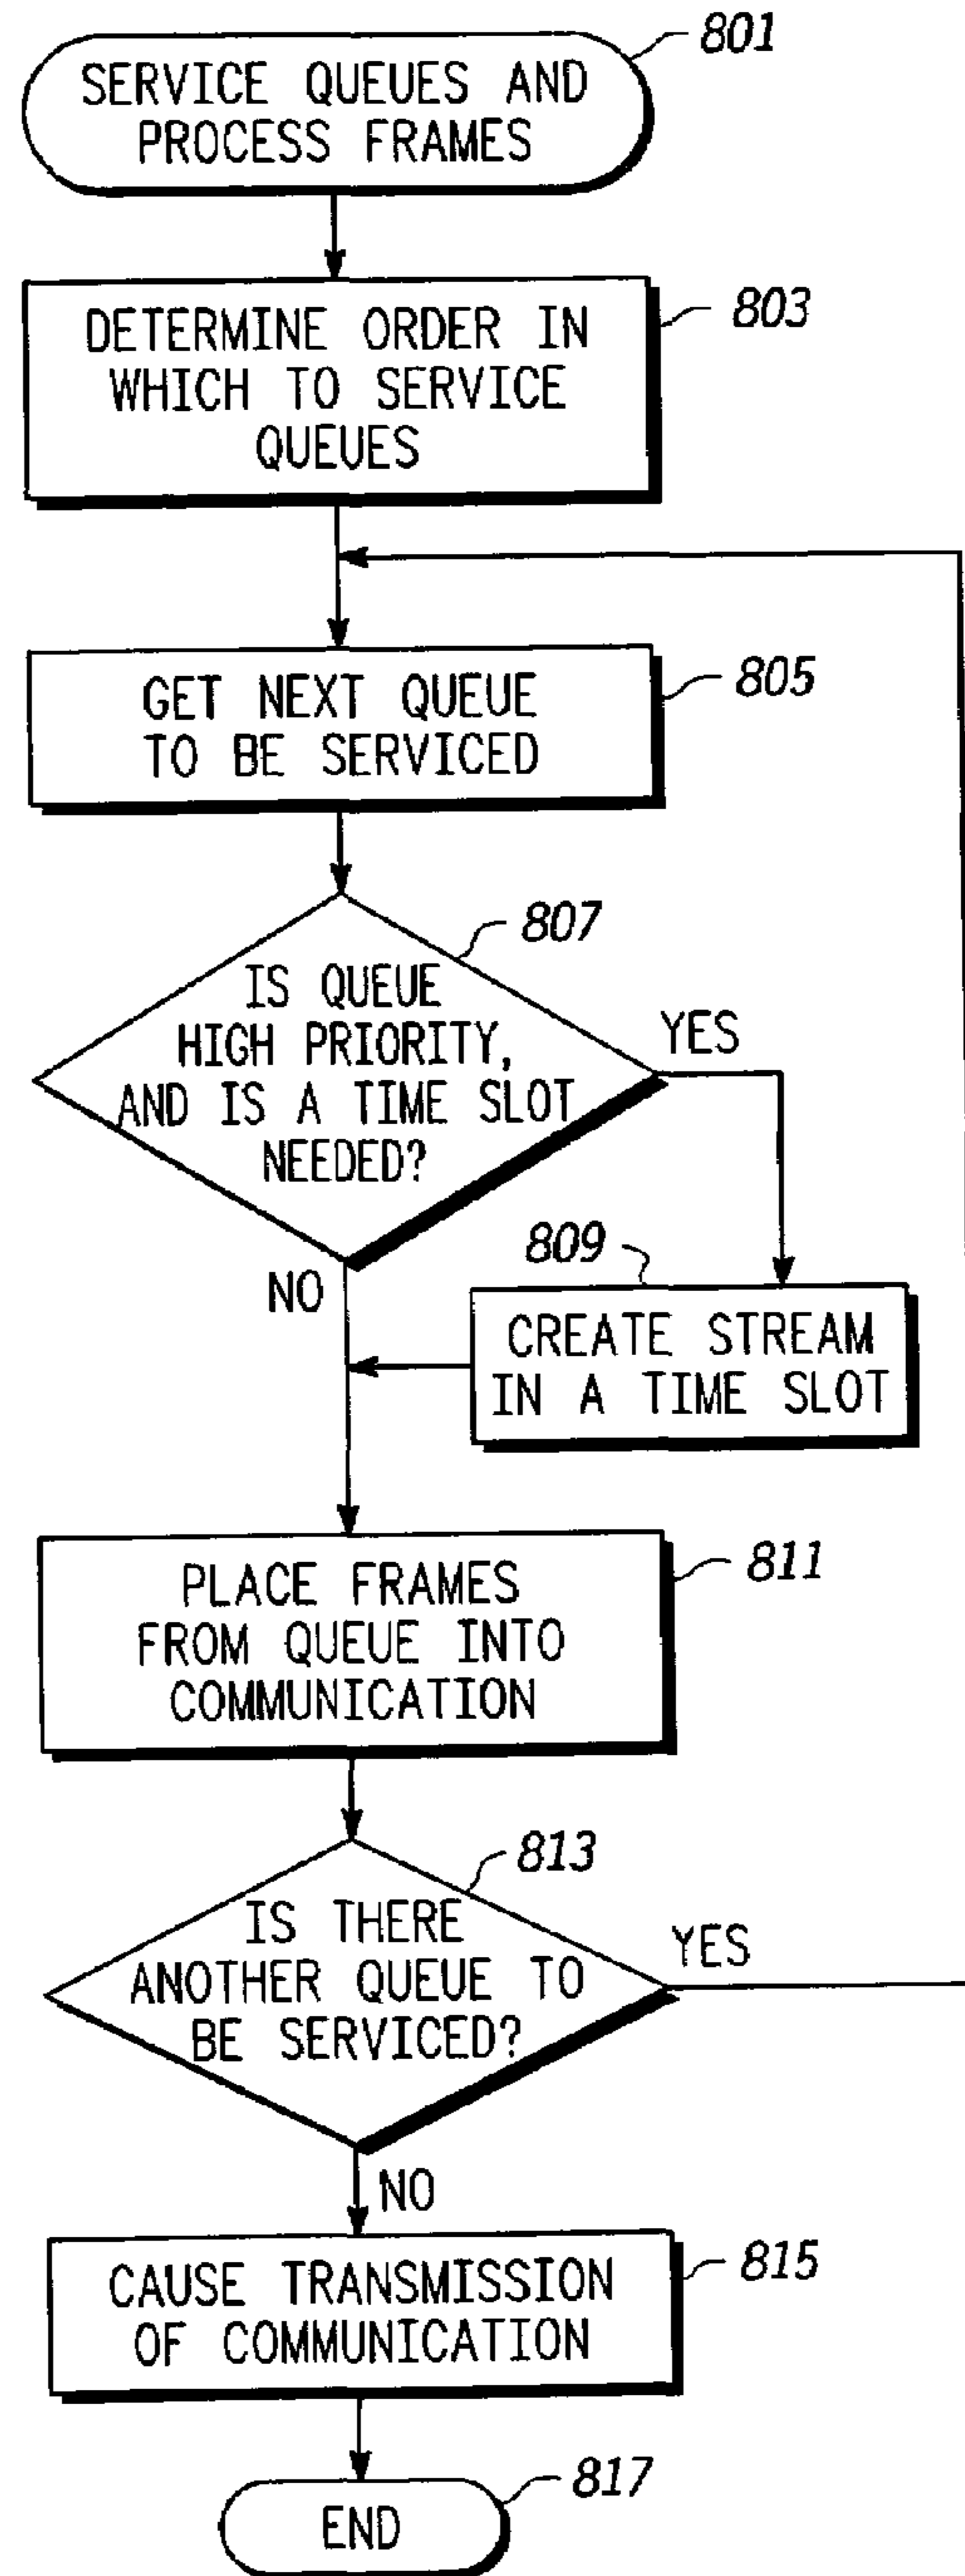 801
SERVICE QUEUES AND
PROCESS FRAMES
803
DETERMINE ORDER IN
WHICH TO SERVICE
QUEUES
805
GET NEXT QUEUE
TO BE SERVICED
807
IS QUEUE
HIGH PRIORITY,
AND IS A TIME SLOT
NEEDED?
YES
NO
809
CREATE STREAM
IN A TIME SLOT
811
PLACE FRAMES
FROM QUEUE INTO
COMMUNICATION
813
IS THERE
ANOTHER QUEUE TO
BE SERVICED?
YES
NO
815
CAUSE TRANSMISSION
OF COMMUNICATION
817
END